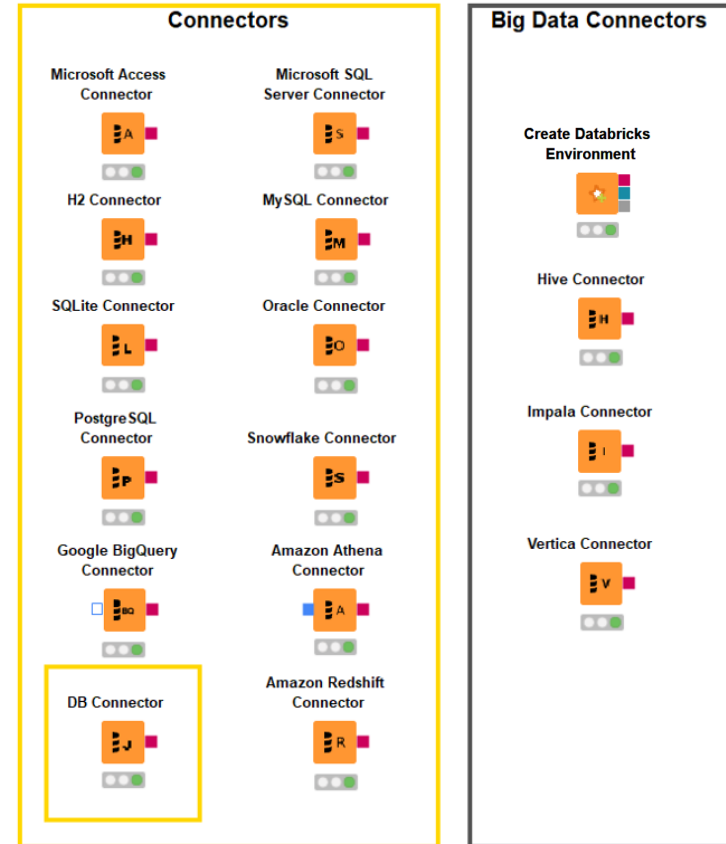 Connectors
Microsoft Access
Connector
A
Microsoft SQL
Server Connector
S
H2 Connector
H
MySQL Connector
M
SQLite Connector
L
Oracle Connector
O
PostgreSQL
Connector
P
Snowflake Connector
S
Google BigQuery
Connector
BQ
Amazon Athena
Connector
A
DB Connector
J
Amazon Redshift
Connector
R
Big Data Connectors
Create Databricks
Environment
Hive Connector
H
Impala Connector
I
Vertica Connector
V